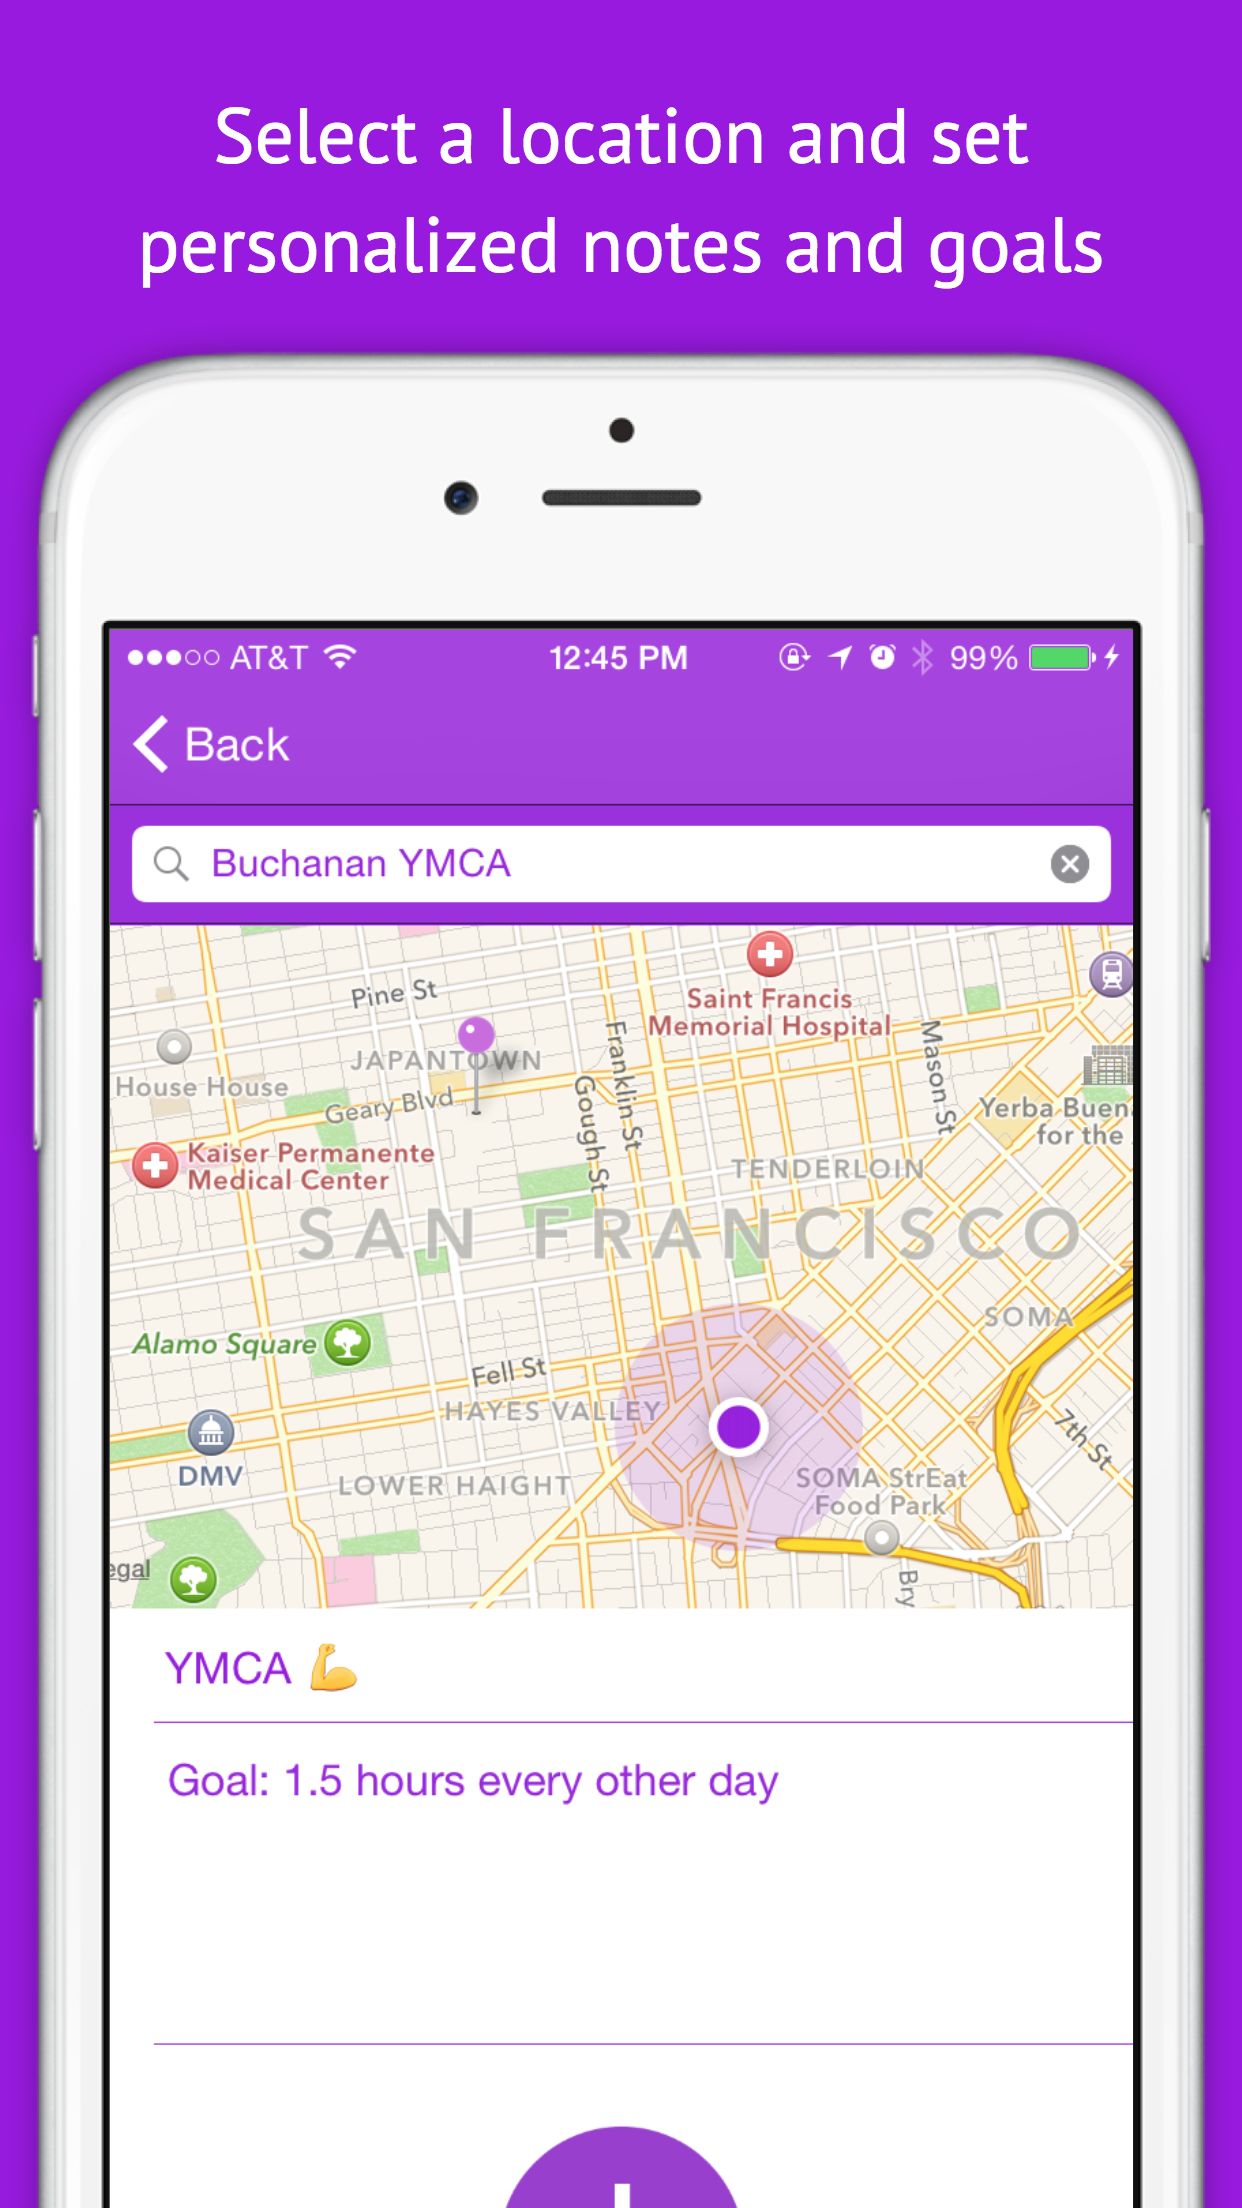 Select a location and set
personalized notes and goals
AT&T
12:45 PM
99%
Back
Buchanan YMCA
Pine St
Saint Francis
Memorial Hospital
JAPANTOWN
House House
Geary Blvd
Franklin St
Gough St
Mason St
Yerba Buen
for the
Kaiser Permanente
Medical Center
TENDERLOIN
SAN FRANCISCO
SOMA
Alamo Square
Fell St
HAYES VALLEY
7th St
DMV
LOWER HAIGHT
SOMA StrEat
Food Park
egal
Bry
YMCA 💪
Goal: 1.5 hours every other day